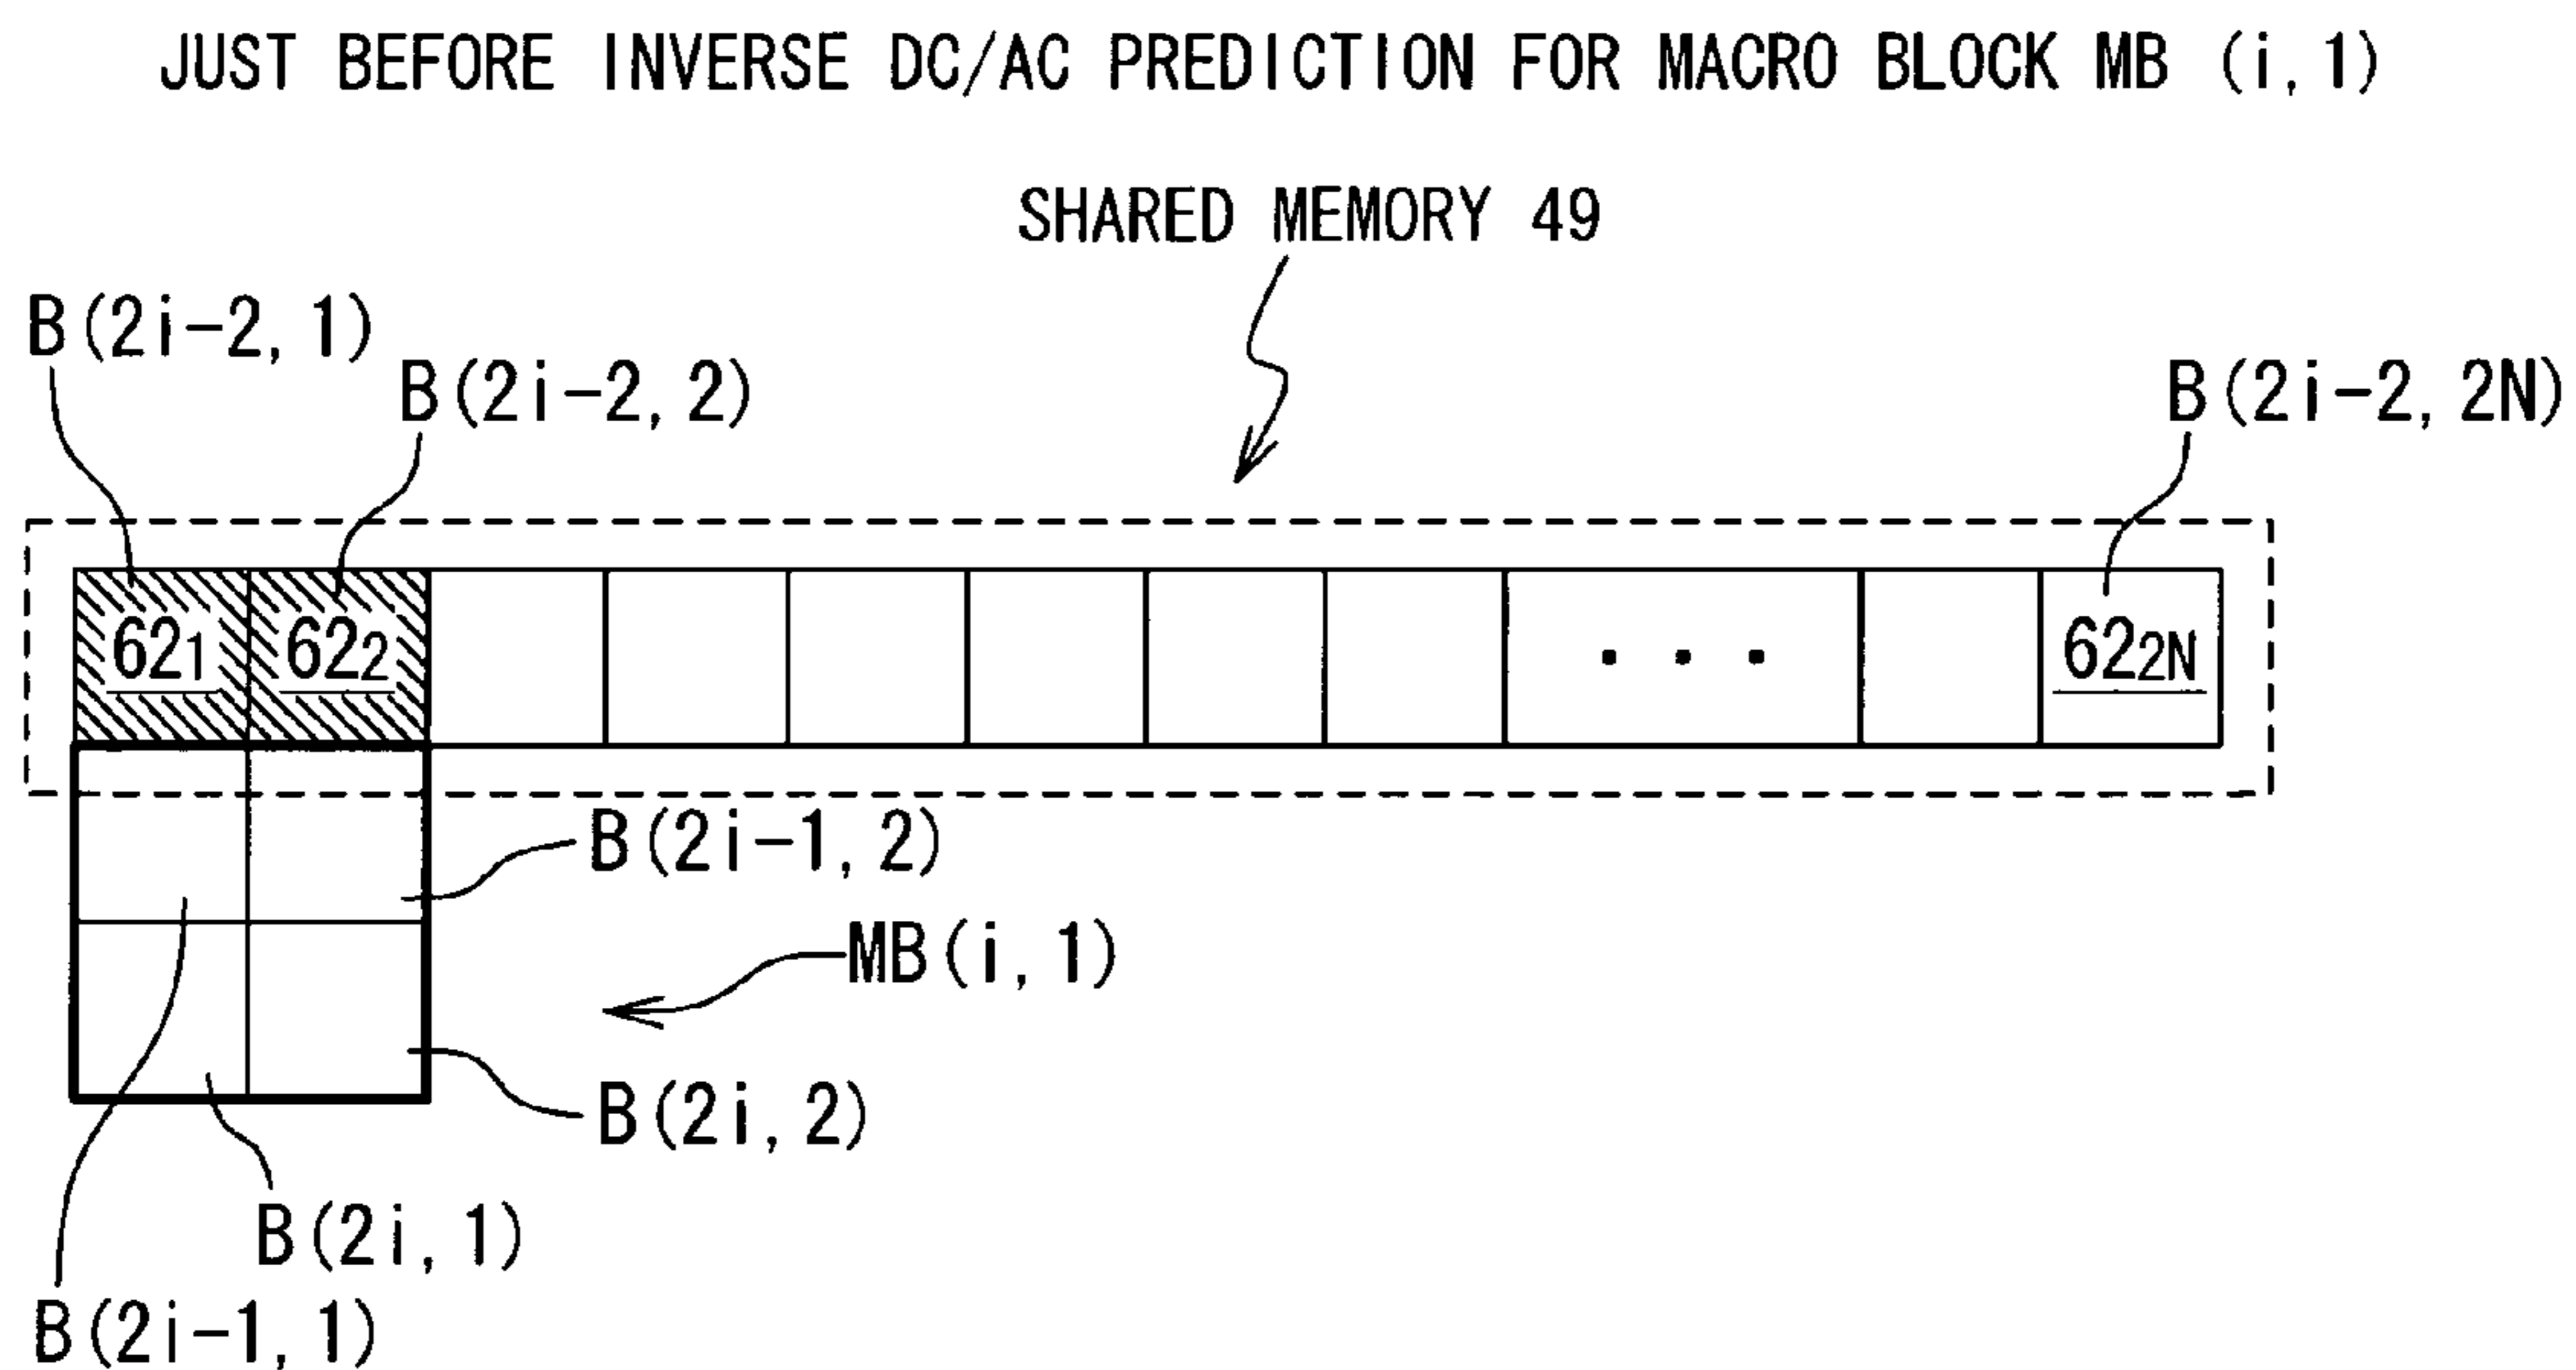 JUST BEFORE INVERSE DC/AC PREDICTION FOR MACRO BLOCK MB (i, 1)
SHARED MEMORY 49
B(2i-2, 1)
B(2i-2, 2)
B(2i-2, 2N)
62₁ 62₂ · · · 62₂N
B(2i-1, 2)
MB(i, 1)
B(2i, 2)
B(2i, 1)
B(2i-1, 1)